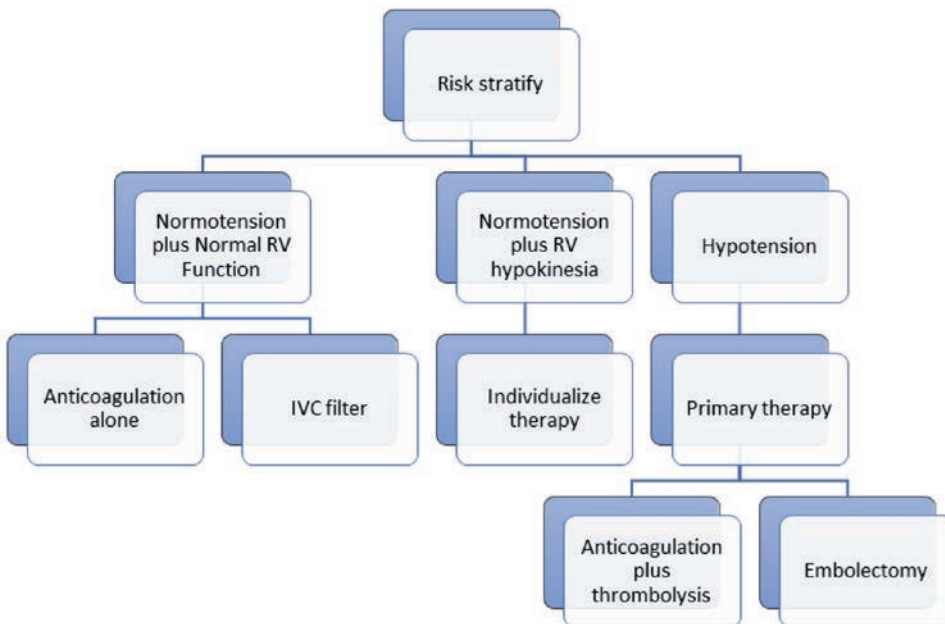 Risk stratify
Normotension
plus Normal RV
Function
Normotension
plus RV
hypokinesia
Hypotension
Anticoagulation
alone
IVC filter
Individualize
therapy
Primary therapy
Anticoagulation
plus
thrombolysis
Embolectomy